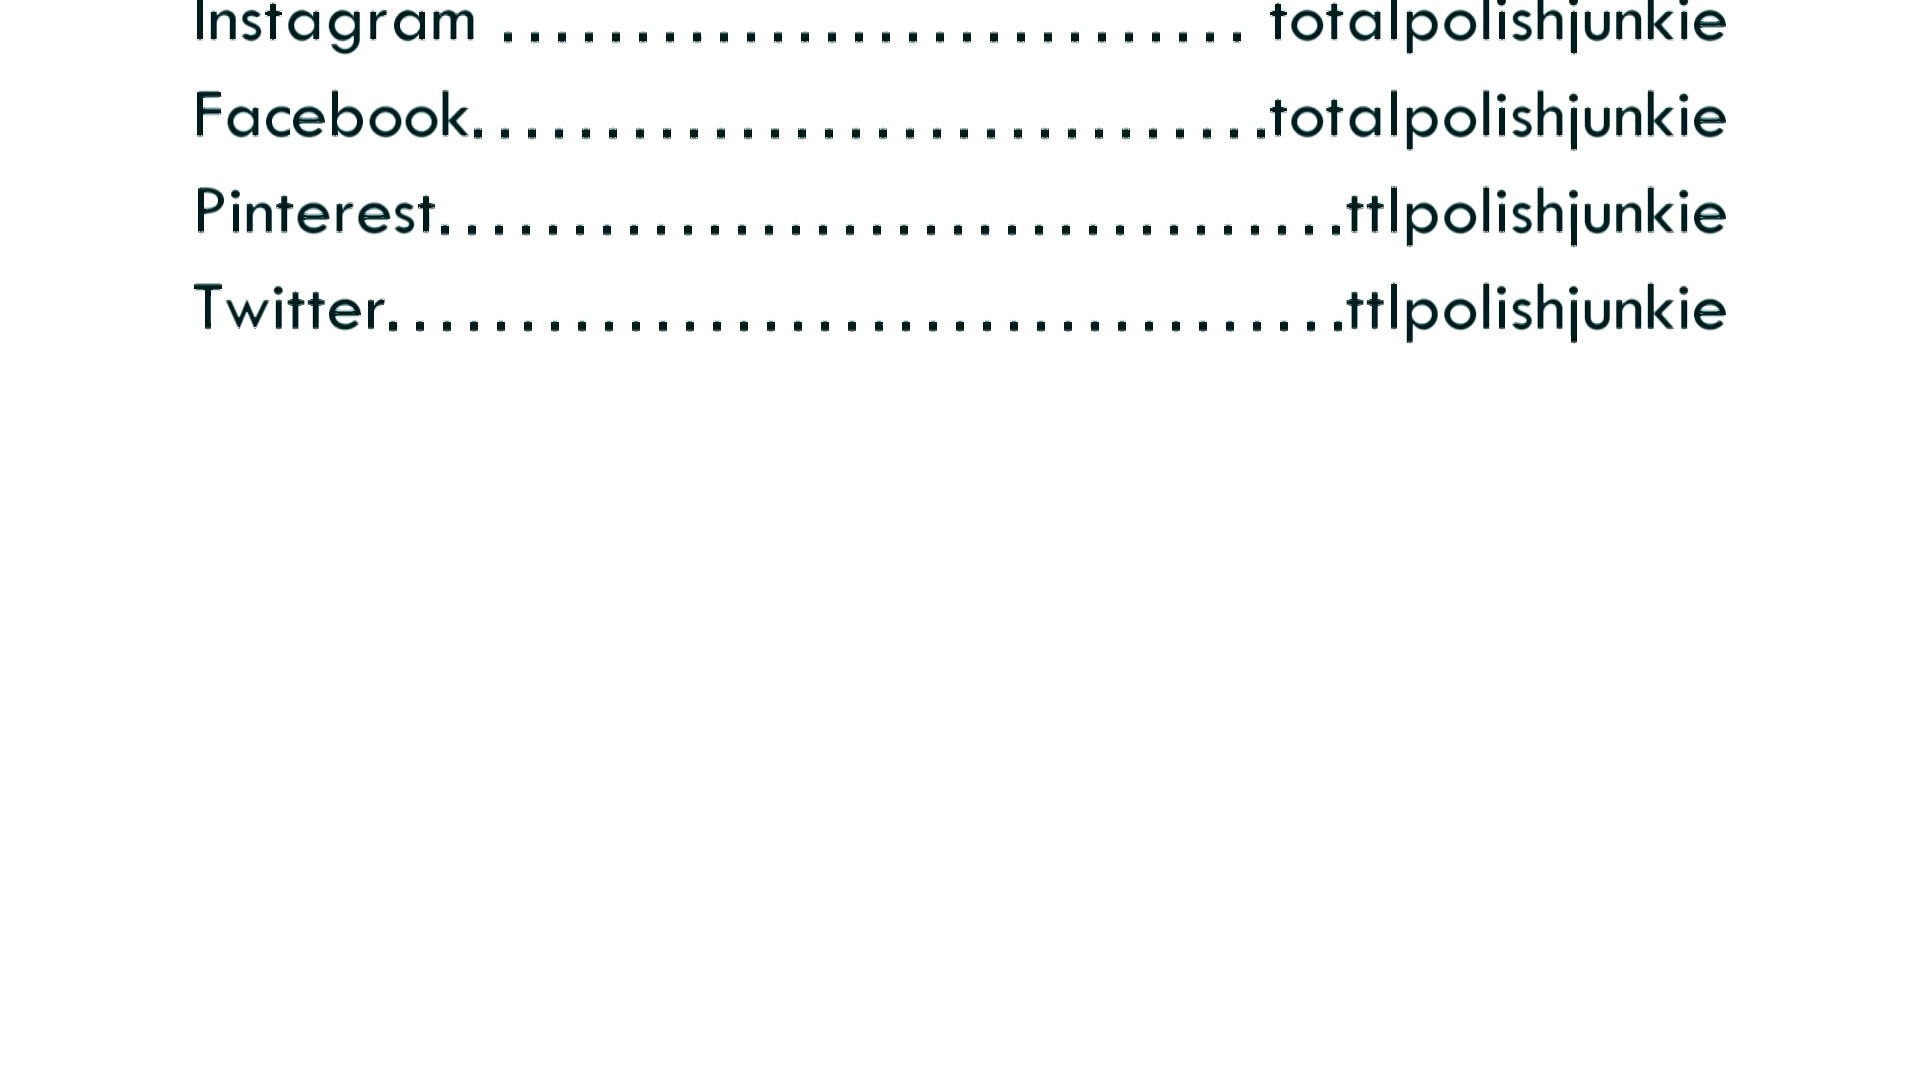 Instagram . . . . . . . . . . . . . . . . . . . . . . . . . . . . totalpolishjunkie
Facebook. . . . . . . . . . . . . . . . . . . . . . . . . . . . . .totalpolishjunkie
Pinterest. . . . . . . . . . . . . . . . . . . . . . . . . . . . . . . . . .ttlpolishjunkie
Twitter. . . . . . . . . . . . . . . . . . . . . . . . . . . . . . . . . . . .ttlpolishjunkie